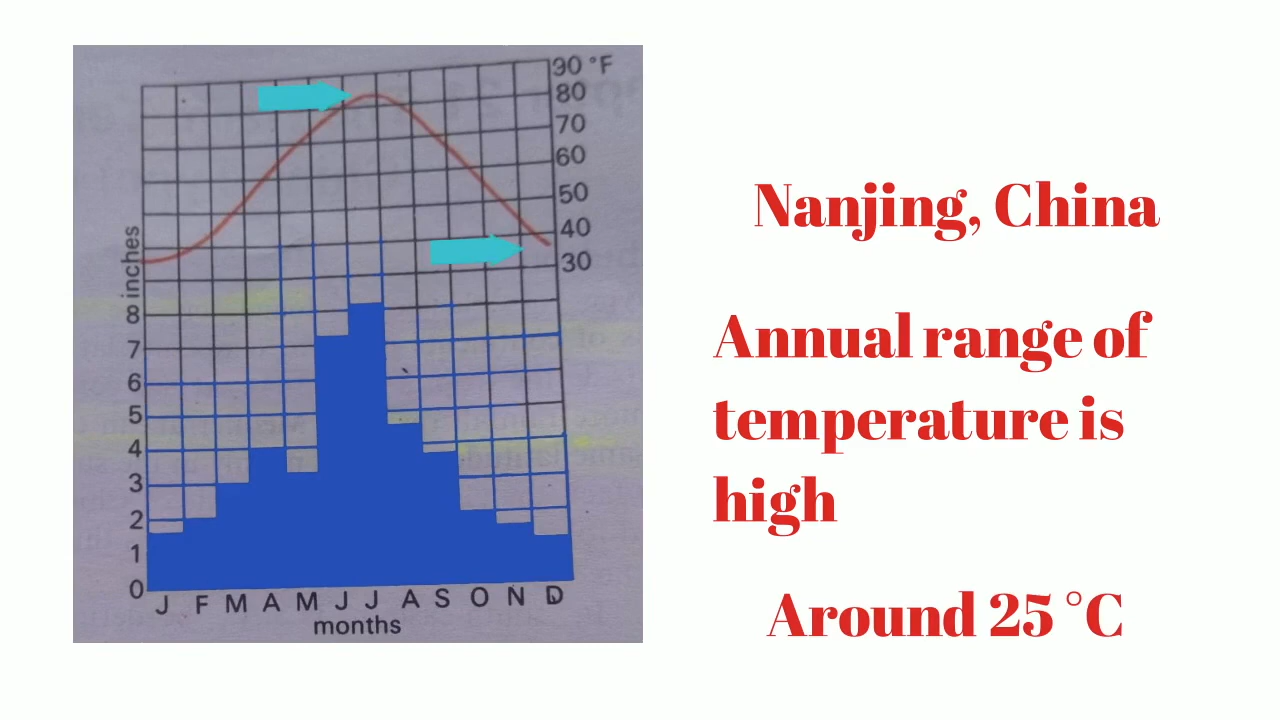 90 °F
80
70
60
50
40
30
inches
8
7
6
5
4
3
2
1
0
J F M A M J J A S O N D
months
Nanjing, China
Annual range of
temperature is
high
Around 25 °C